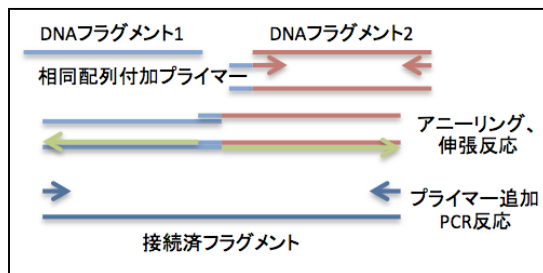 DNAフラグメント1
DNAフラグメント2
相同配列付加プライマー
アニーリング、
伸張反応
プライマー追加
PCR反応
接続済フラグメント